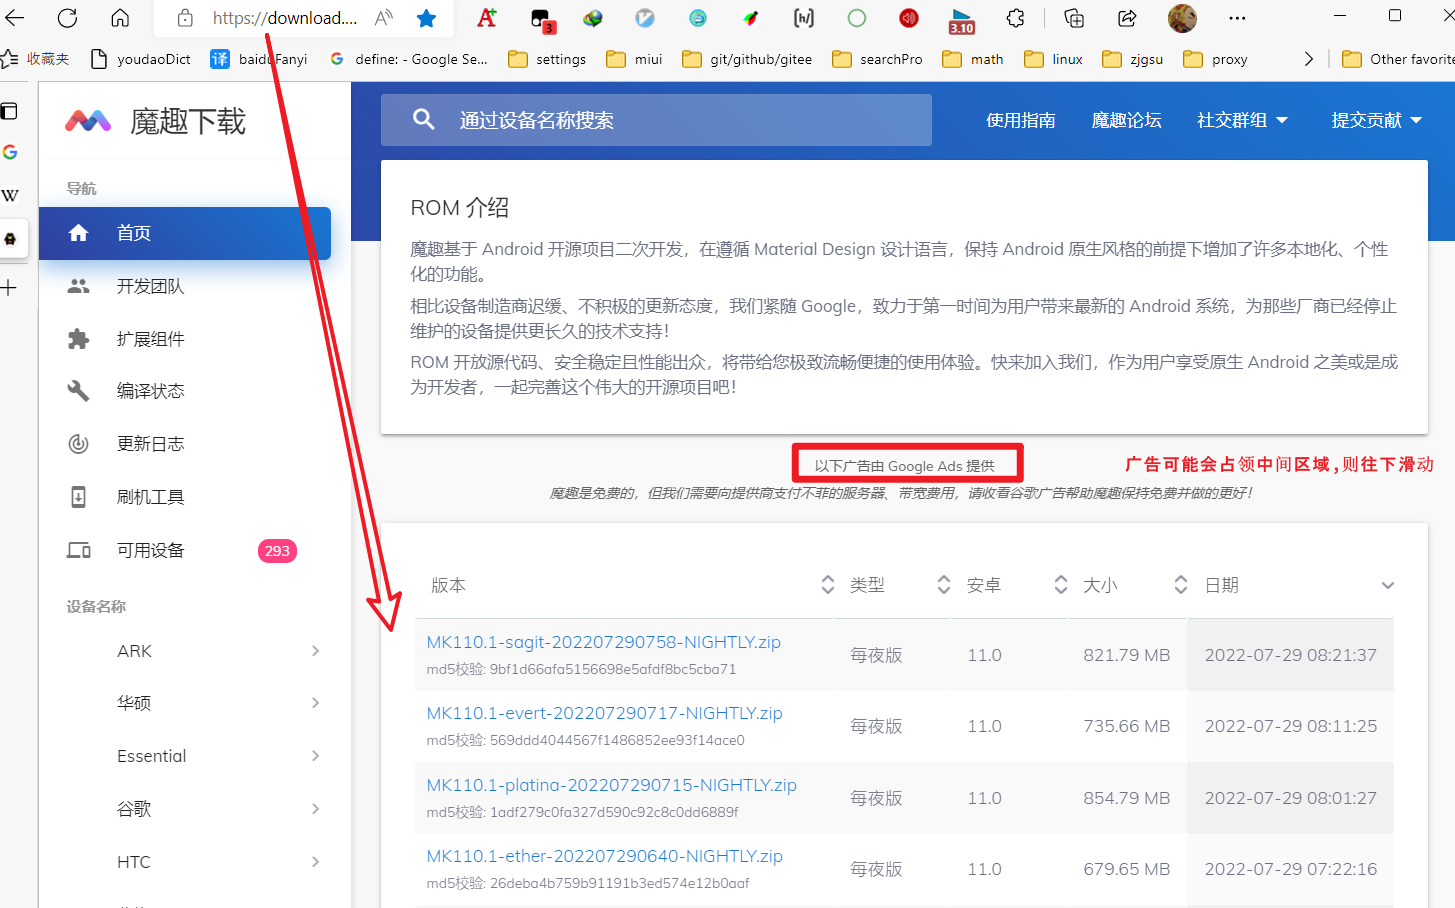 https://download....
A))
3
3.10
收藏夹
youdaoDict
译
baiduFanyi
define: - Google Se...
settings
miui
git/github/gitee
searchPro
math
linux
zjgsu
proxy
Other favorite
魔趣下载
通过设备名称搜索
使用指南
魔趣论坛
社交群组
提交贡献
导航
首页
开发团队
扩展组件
编译状态
更新日志
刷机工具
可用设备
293
设备名称
ARK
华硕
Essential
谷歌
HTC
ROM 介绍
魔趣基于 Android 开源项目二次开发，在遵循 Material Design 设计语言，保持 Android 原生风格的前提下增加了许多本地化、个性
化的功能。
相比设备制造商迟缓、不积极的更新态度，我们紧随 Google，致力于第一时间为用户带来最新的 Android 系统，为那些厂商已经停止
维护的设备提供更长久的技术支持！
ROM 开放源代码、安全稳定且性能出众，将带给您极致流畅便捷的使用体验。快来加入我们，作为用户享受原生 Android 之美或是成
为开发者，一起完善这个伟大的开源项目吧！
以下广告由 Google Ads 提供
广告可能会占领中间区域,则往下滑动
魔趣是免费的，但我们需要向提供商支付不菲的服务器、带宽费用，请收看谷歌广告帮助魔趣保持免费并做的更好！
版本
类型
安卓
大小
日期
MK110.1-sagit-202207290758-NIGHTLY.zip
md5校验: 9bf1d66afa5156698e5afdf8bc5cba71
每夜版
11.0
821.79 MB
2022-07-29 08:21:37
MK110.1-evert-202207290717-NIGHTLY.zip
md5校验: 569ddd4044567f1486852ee93f14ace0
每夜版
11.0
735.66 MB
2022-07-29 08:11:25
MK110.1-platina-202207290715-NIGHTLY.zip
md5校验: 1adf279c0fa327d590c92c8c0dd6889f
每夜版
11.0
854.79 MB
2022-07-29 08:01:27
MK110.1-ether-202207290640-NIGHTLY.zip
md5校验: 26deba4b759b91191b3ed574e12b0aaf
每夜版
11.0
679.65 MB
2022-07-29 07:22:16